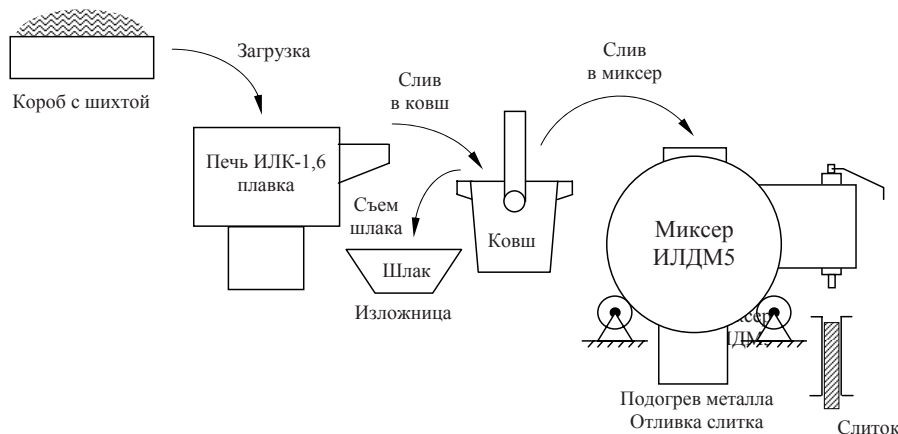 Короб с шихтой
Загрузка
Печь ИЛК-1,6
плавка
Слив
в ковш
Съем
шлака
Шлак
Изложница
Ковш
Слив
в миксер
Миксер
ИЛДМ5
Подогрев металла
Отливка слитка
Слиток